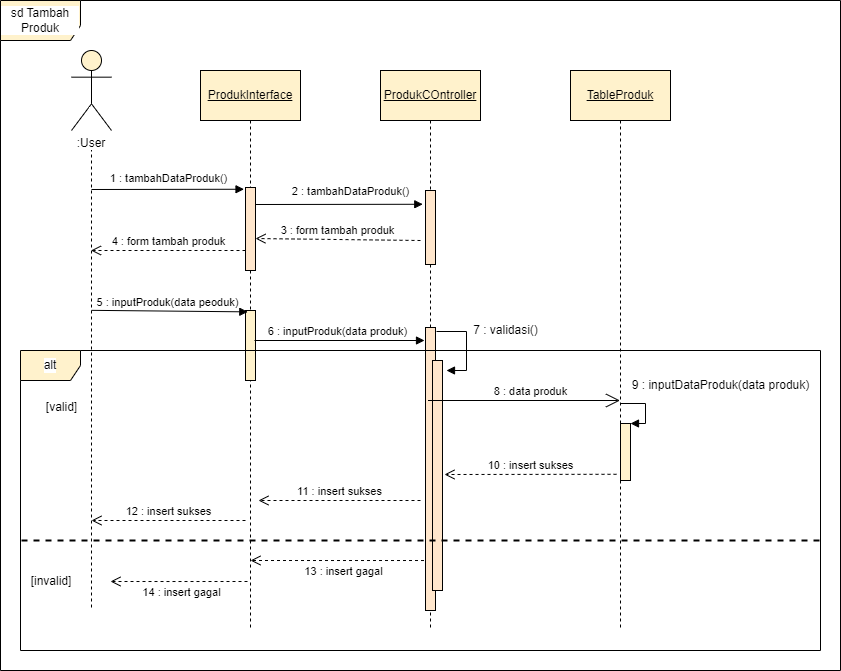 sd Tambah
Produk
:User
ProdukInterface
ProdukCOntroller
TableProduk
1 : tambahDataProduk()
2 : tambahDataProduk()
3 : form tambah produk
4 : form tambah produk
5 : inputProduk(data peoduk)
6 : inputProduk(data produk)
7 : validasi()
alt
[valid]
8 : data produk
9 : inputDataProduk(data produk)
10 : insert sukses
11 : insert sukses
12 : insert sukses
[invalid]
13 : insert gagal
14 : insert gagal